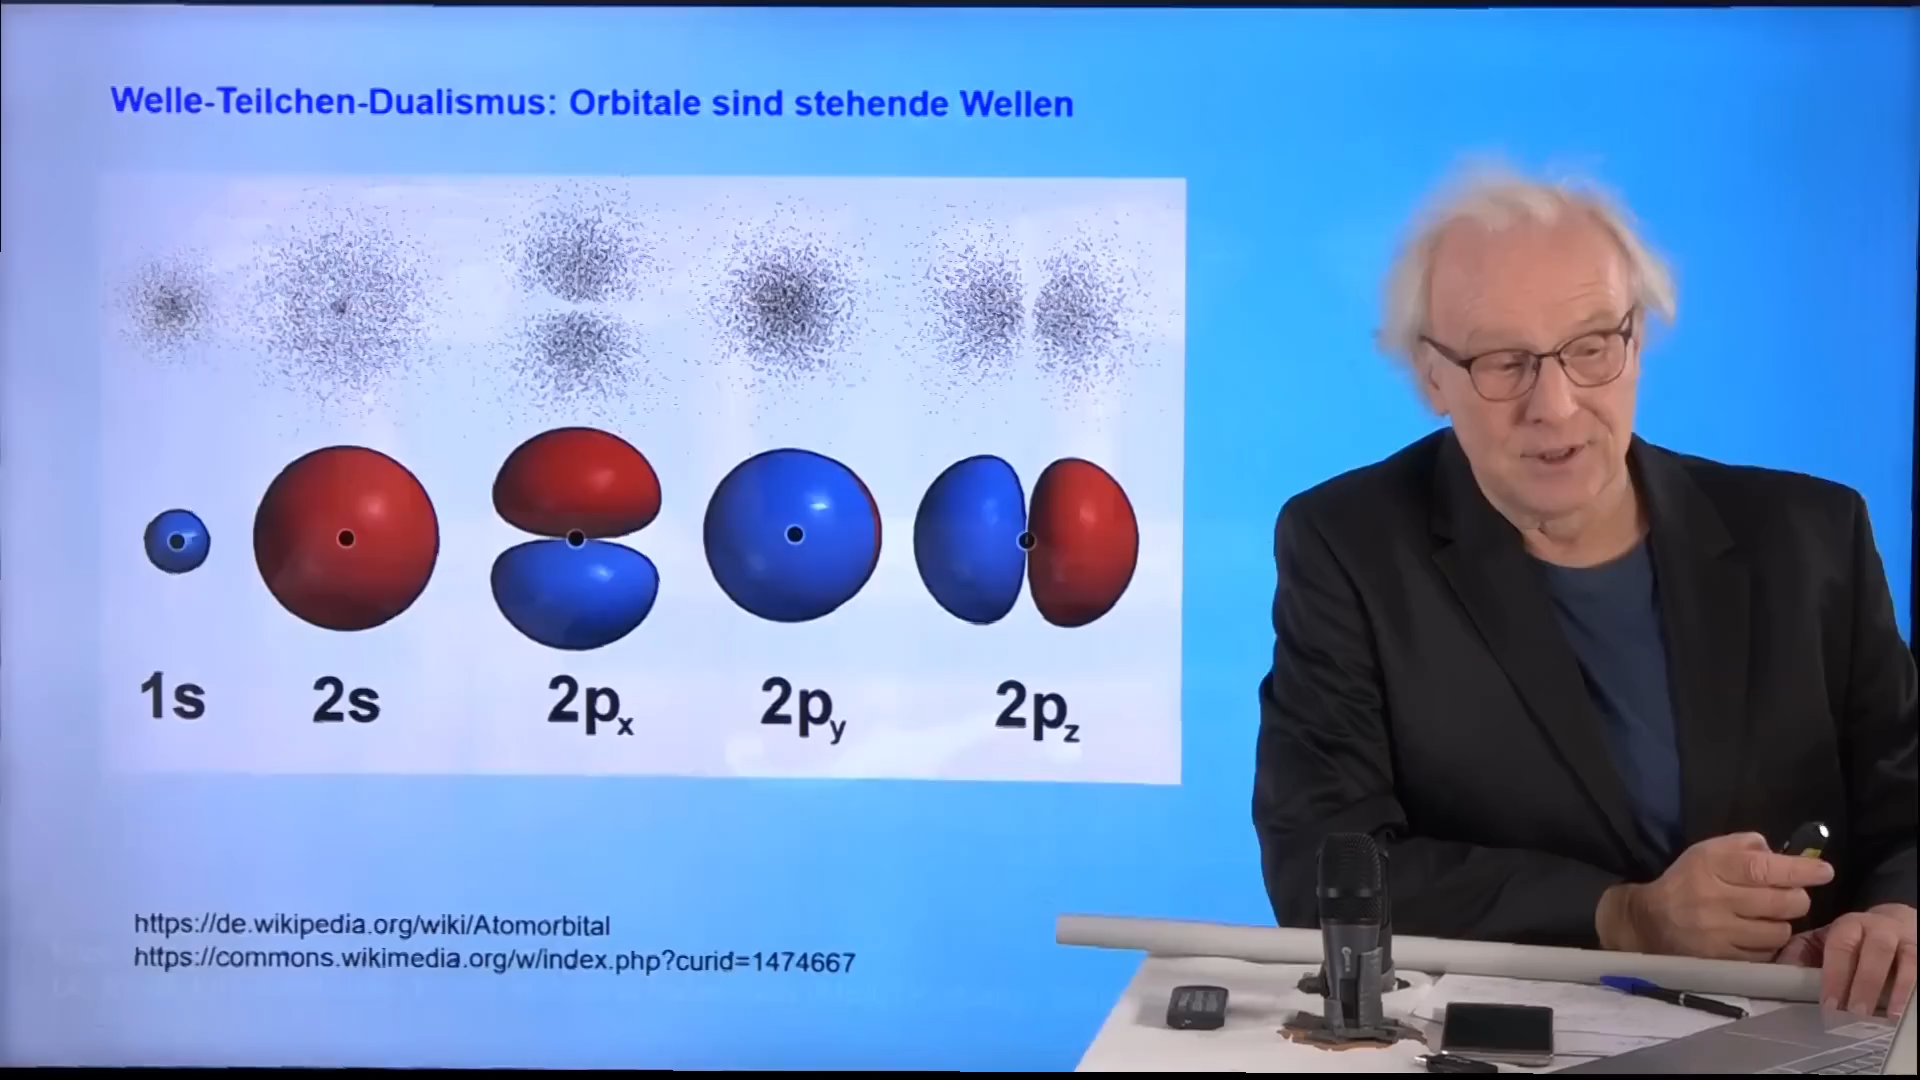 Welle-Teilchen-Dualismus: Orbitale sind stehende Wellen
1s 2s 2px 2py 2pz
https://de.wikipedia.org/wiki/Atomorbital
https://commons.wikimedia.org/w/index.php?curid=1474667